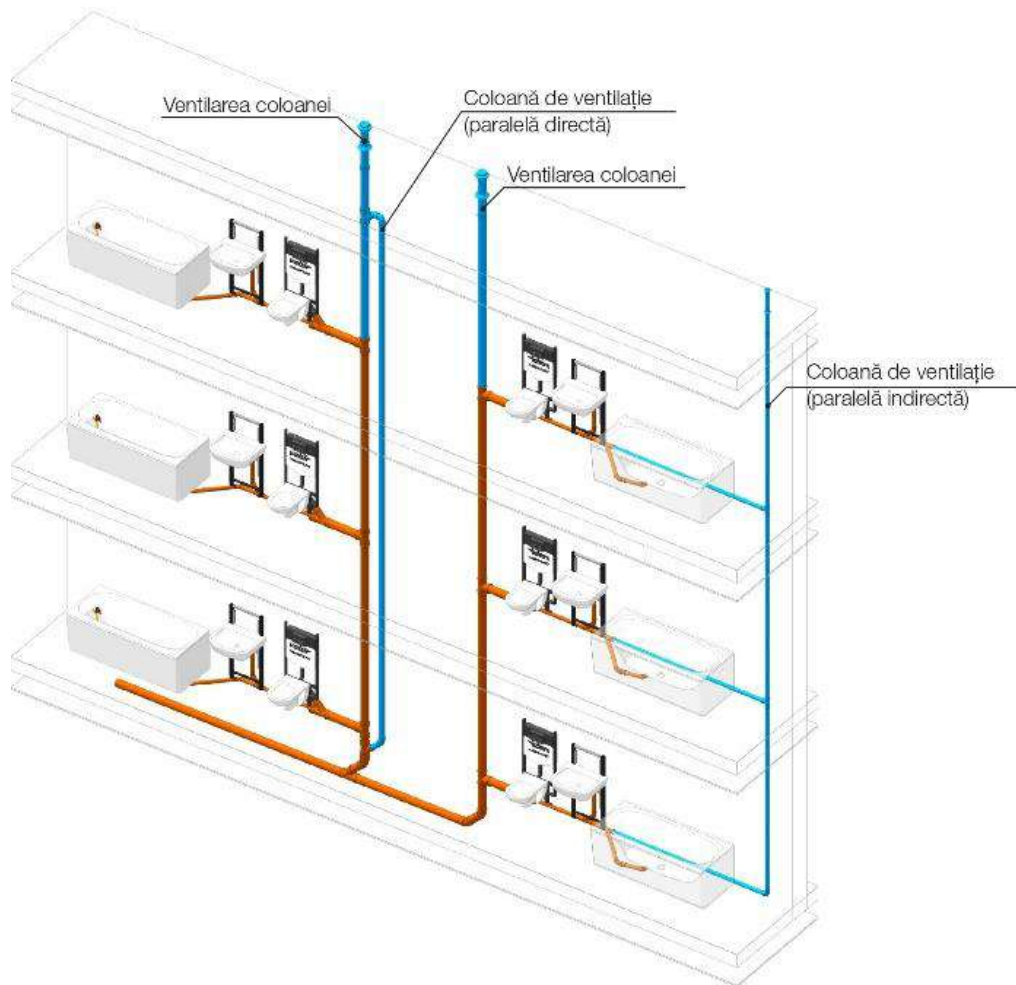 Ventilarea coloanei
Coloană de ventilație
(paralelă directă)
Ventilarea coloanei
Coloană de ventilație
(paralelă indirectă)